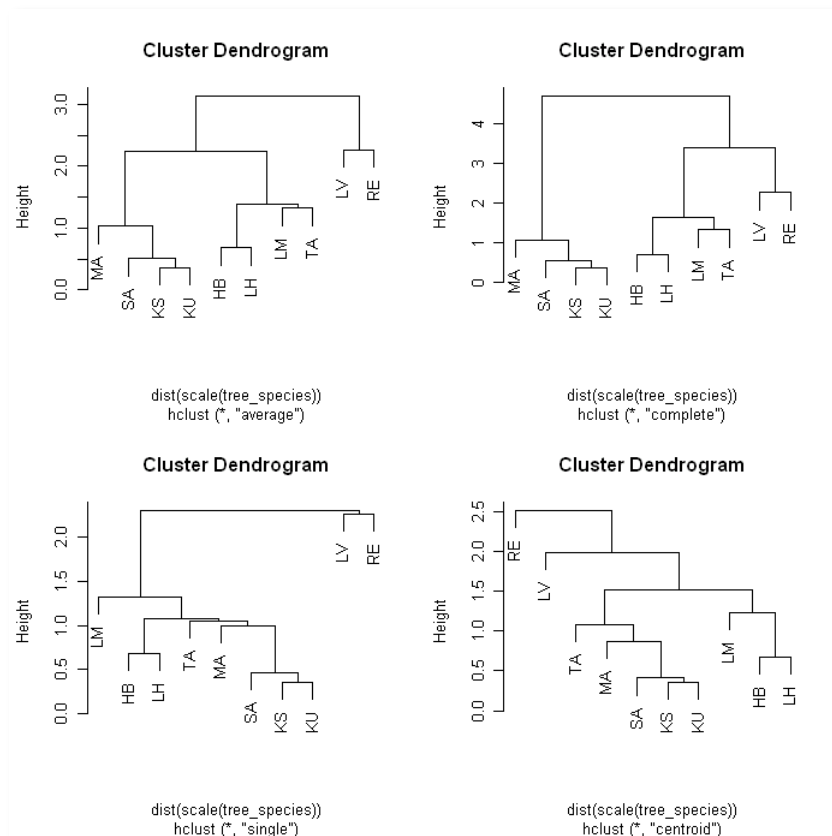 Cluster Dendrogram
Height
0.0 1.0 2.0 3.0
MA SA KS KU HB LH LM TA LV RE
dist(scale(tree_species))
hclust (*, "average")
Cluster Dendrogram
Height
0 1 2 3 4
MA SA KS KU HB LH LM TA LV RE
dist(scale(tree_species))
hclust (*, "complete")
Cluster Dendrogram
Height
0.0 0.5 1.0 1.5 2.0
LM HB LH TA MA SA KS KU LV RE
dist(scale(tree_species))
hclust (*, "single")
Cluster Dendrogram
Height
0.0 0.5 1.0 1.5 2.0 2.5
RE LV TA MA SA KS KU LM HB LH
dist(scale(tree_species))
hclust (*, "centroid")